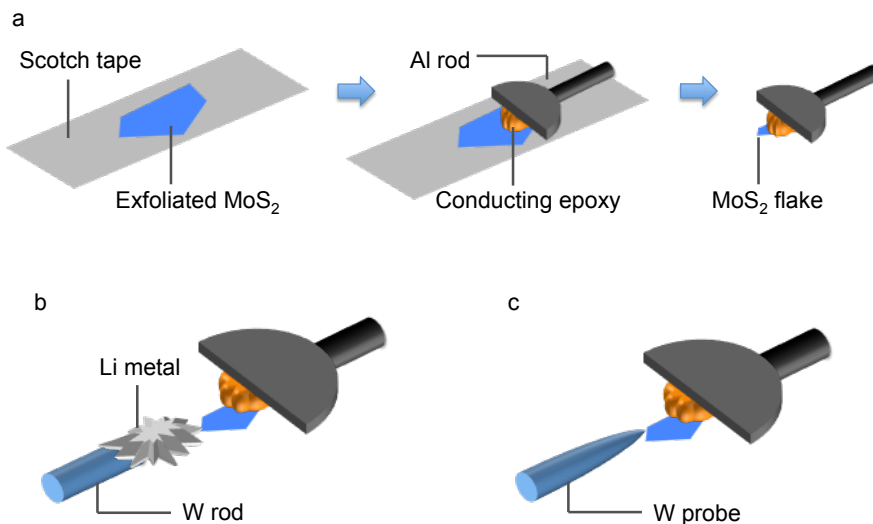 a
Scotch tape
Al rod
Exfoliated MoS₂
Conducting epoxy
MoS₂ flake
b
c
Li metal
W rod
W probe